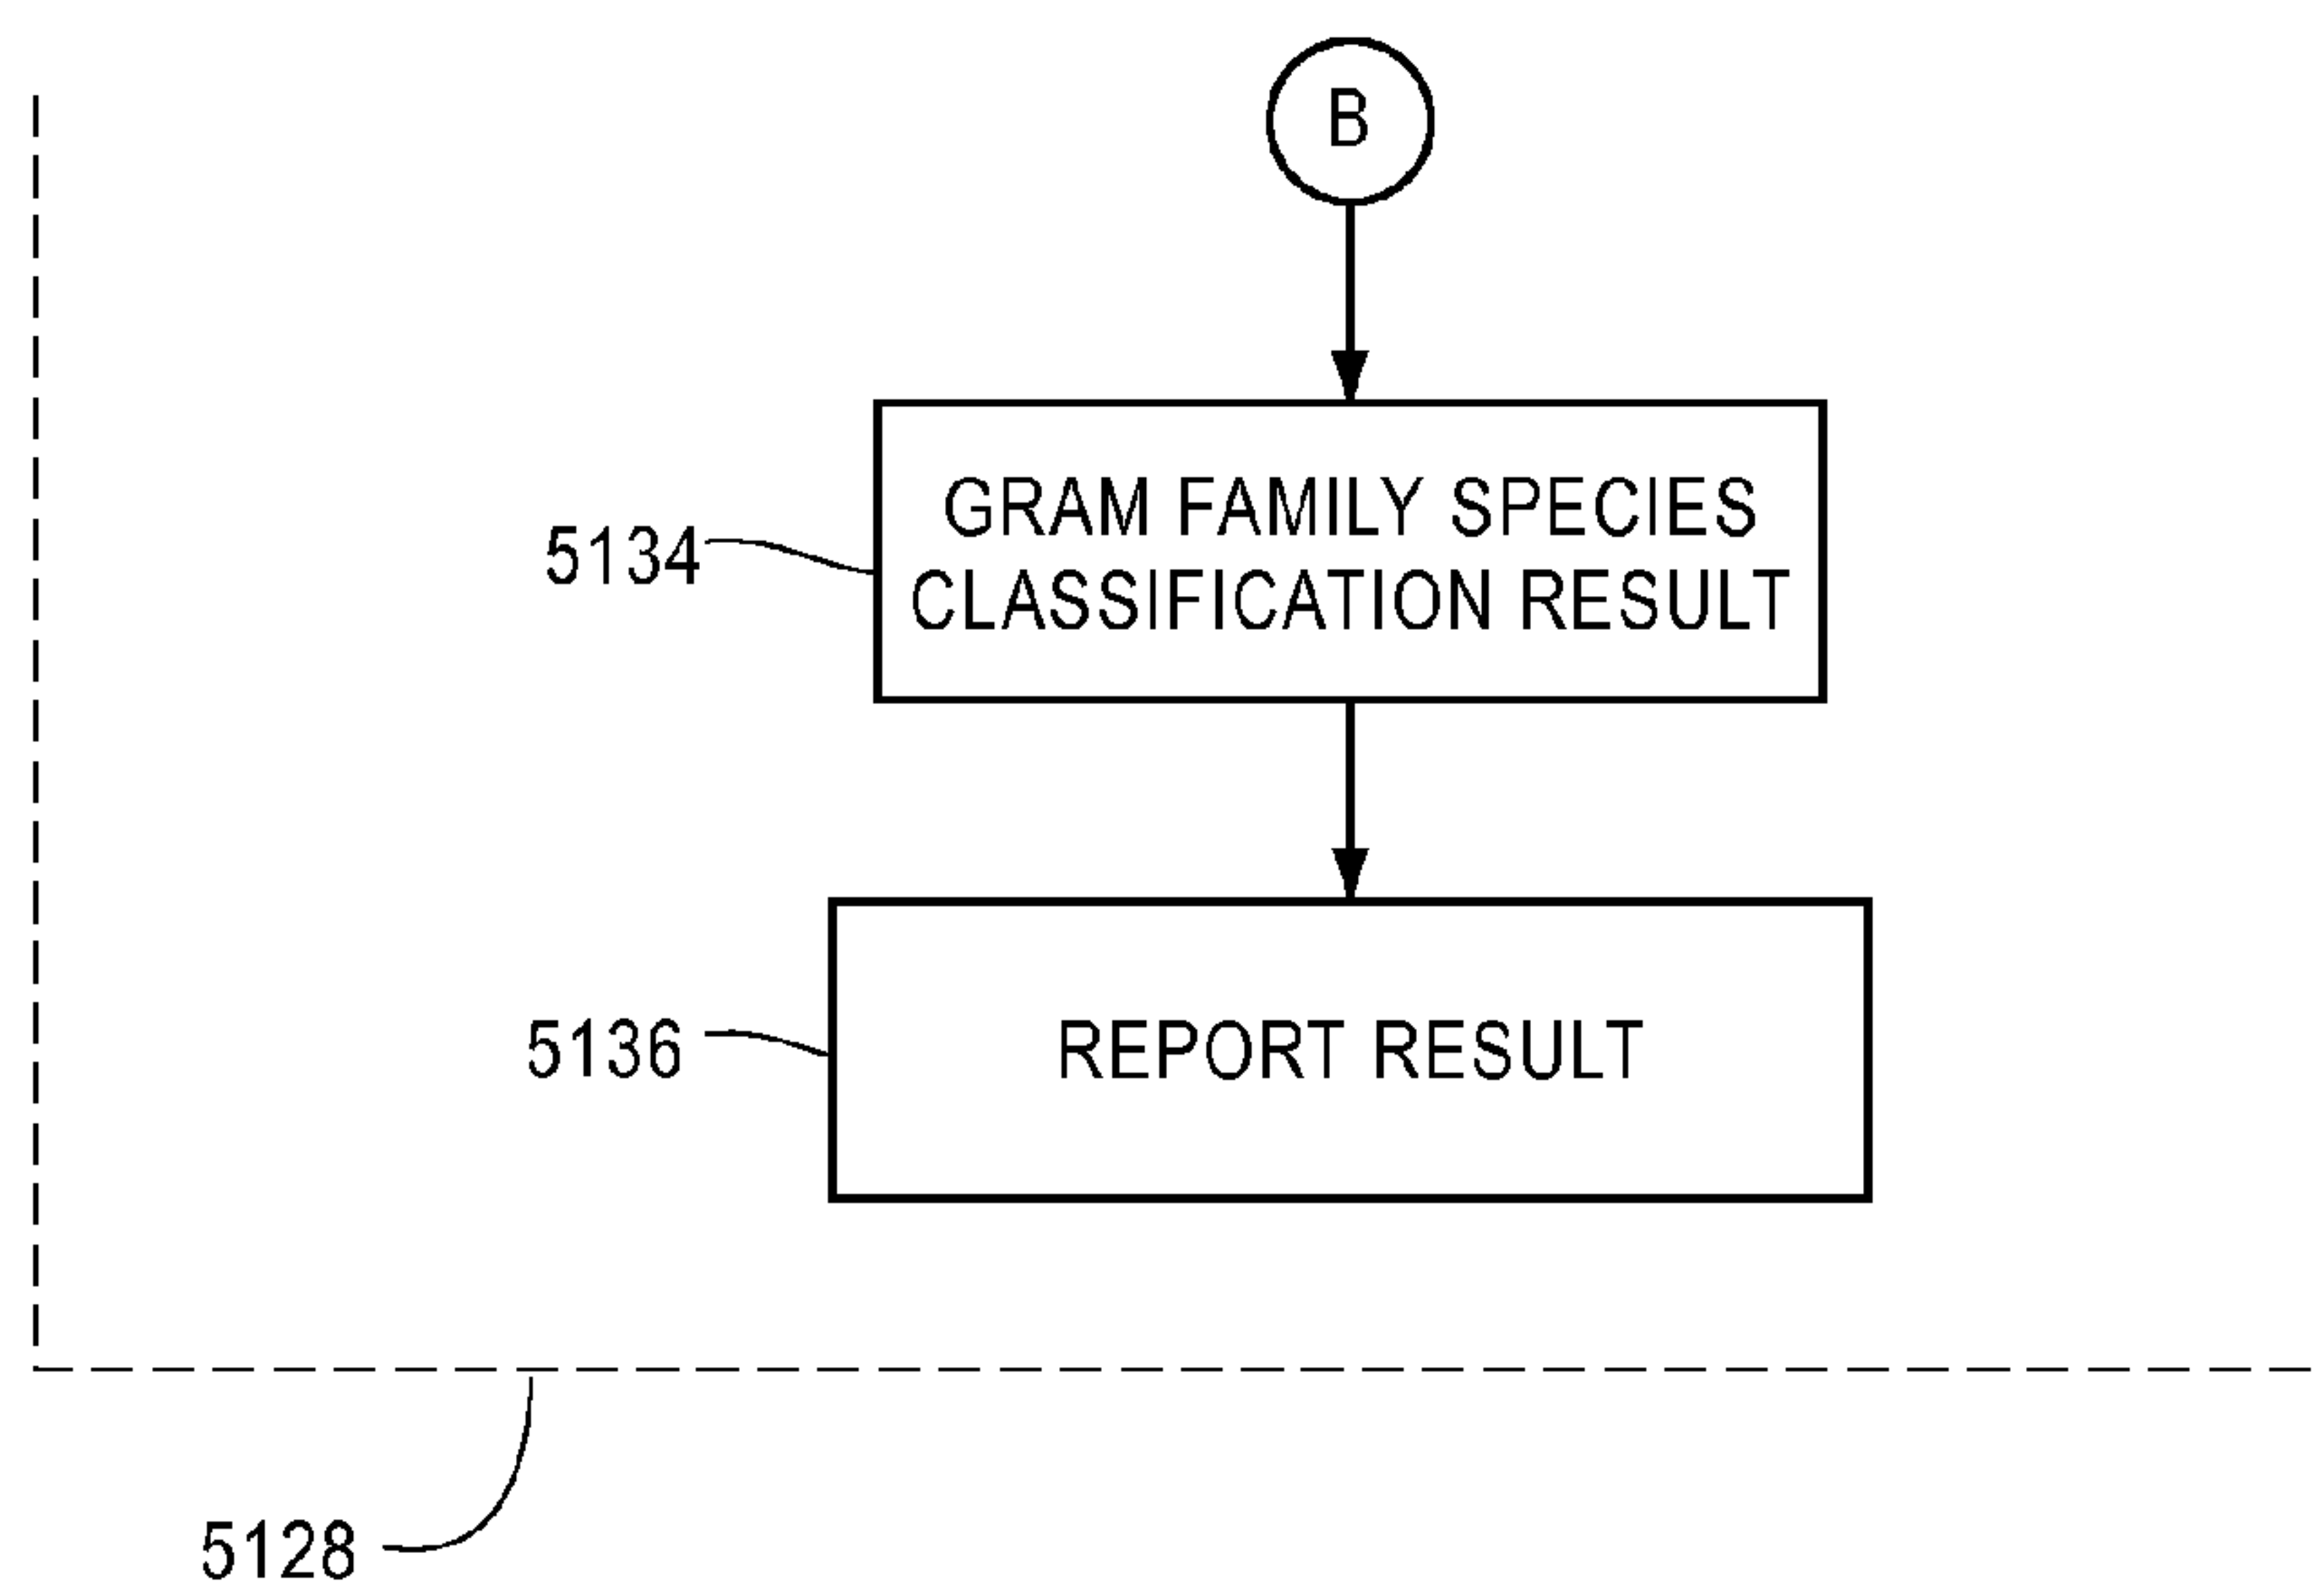 B
GRAM FAMILY SPECIES
CLASSIFICATION RESULT
5134
REPORT RESULT
5136
5128